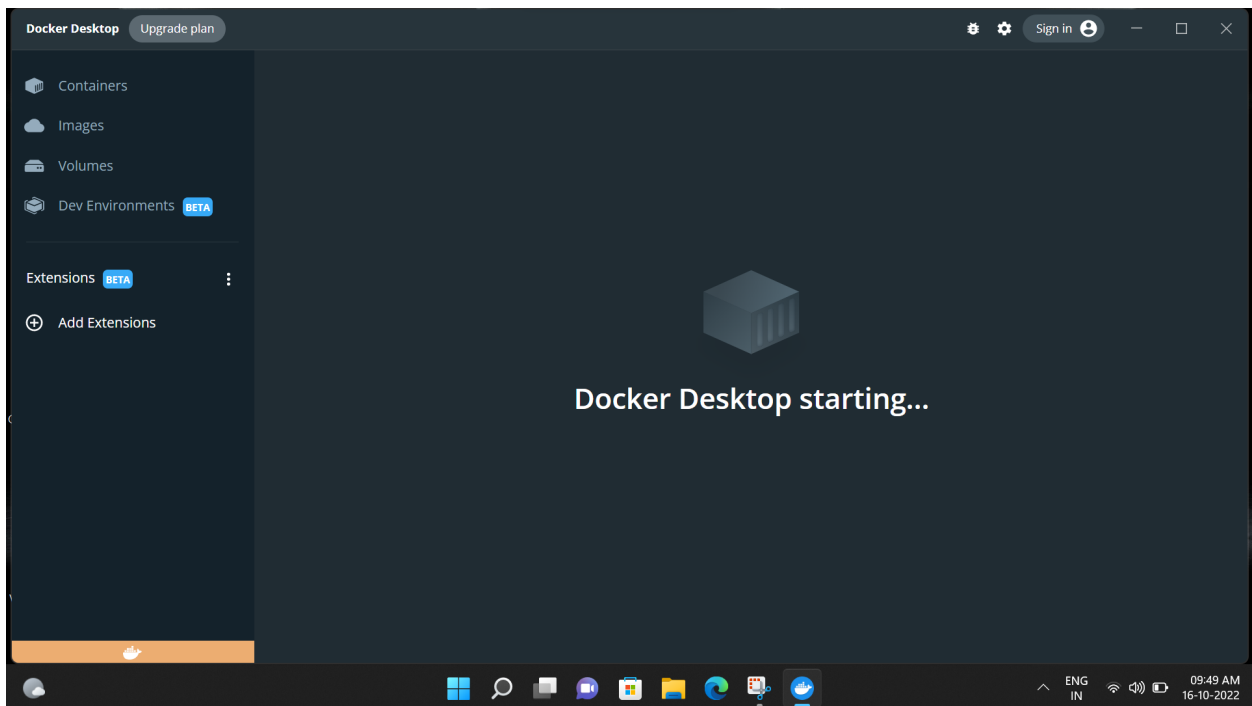 Docker Desktop Upgrade plan Sign in
Containers
Images
Volumes
Dev Environments BETA
Extensions BETA
Add Extensions
Docker Desktop starting...
ENG 09:49 AM
IN 16-10-2022